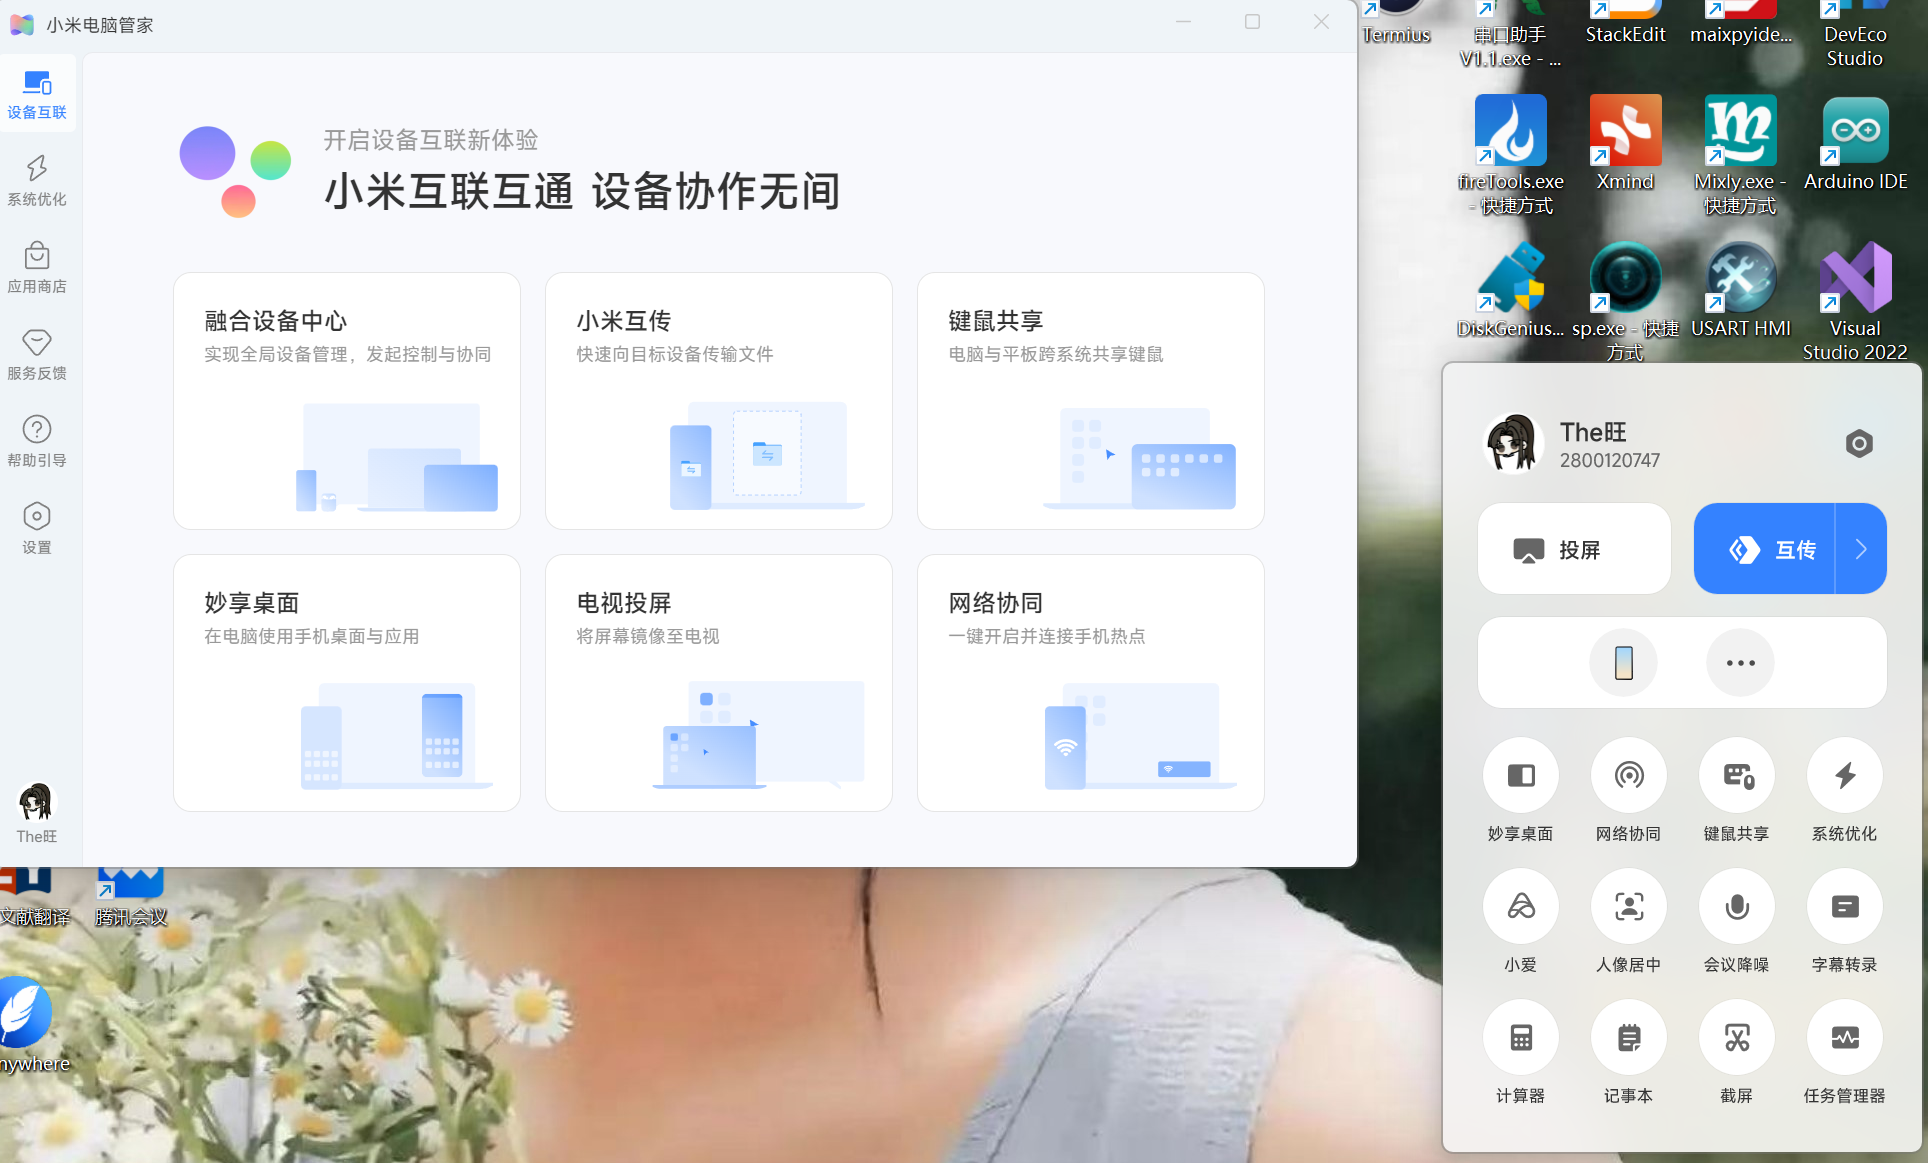 小米电脑管家
设备互联
系统优化
应用商店
服务反馈
帮助引导
设置
The旺
开启设备互联新体验
小米互联互通 设备协作无间
融合设备中心
实现全局设备管理，发起控制与协同
小米互传
快速向目标设备传输文件
键鼠共享
电脑与平板跨系统共享键鼠
妙享桌面
在电脑使用手机桌面与应用
电视投屏
将屏幕镜像至电视
网络协同
一键开启并连接手机热点
Termius
串口助手
V1.1.exe - ...
StackEdit
maixpyide...
DevEco
Studio
fireTools.exe
- 快捷方式
Xmind
Mixly.exe -
快捷方式
Arduino IDE
DiskGenius...
sp.exe - 快捷
方式
USART HMI
Visual
Studio 2022
The旺
2800120747
投屏
互传
妙享桌面
网络协同
键鼠共享
系统优化
小爱
人像居中
会议降噪
字幕转录
计算器
记事本
截屏
任务管理器
文献翻译
腾讯会议
nywhere